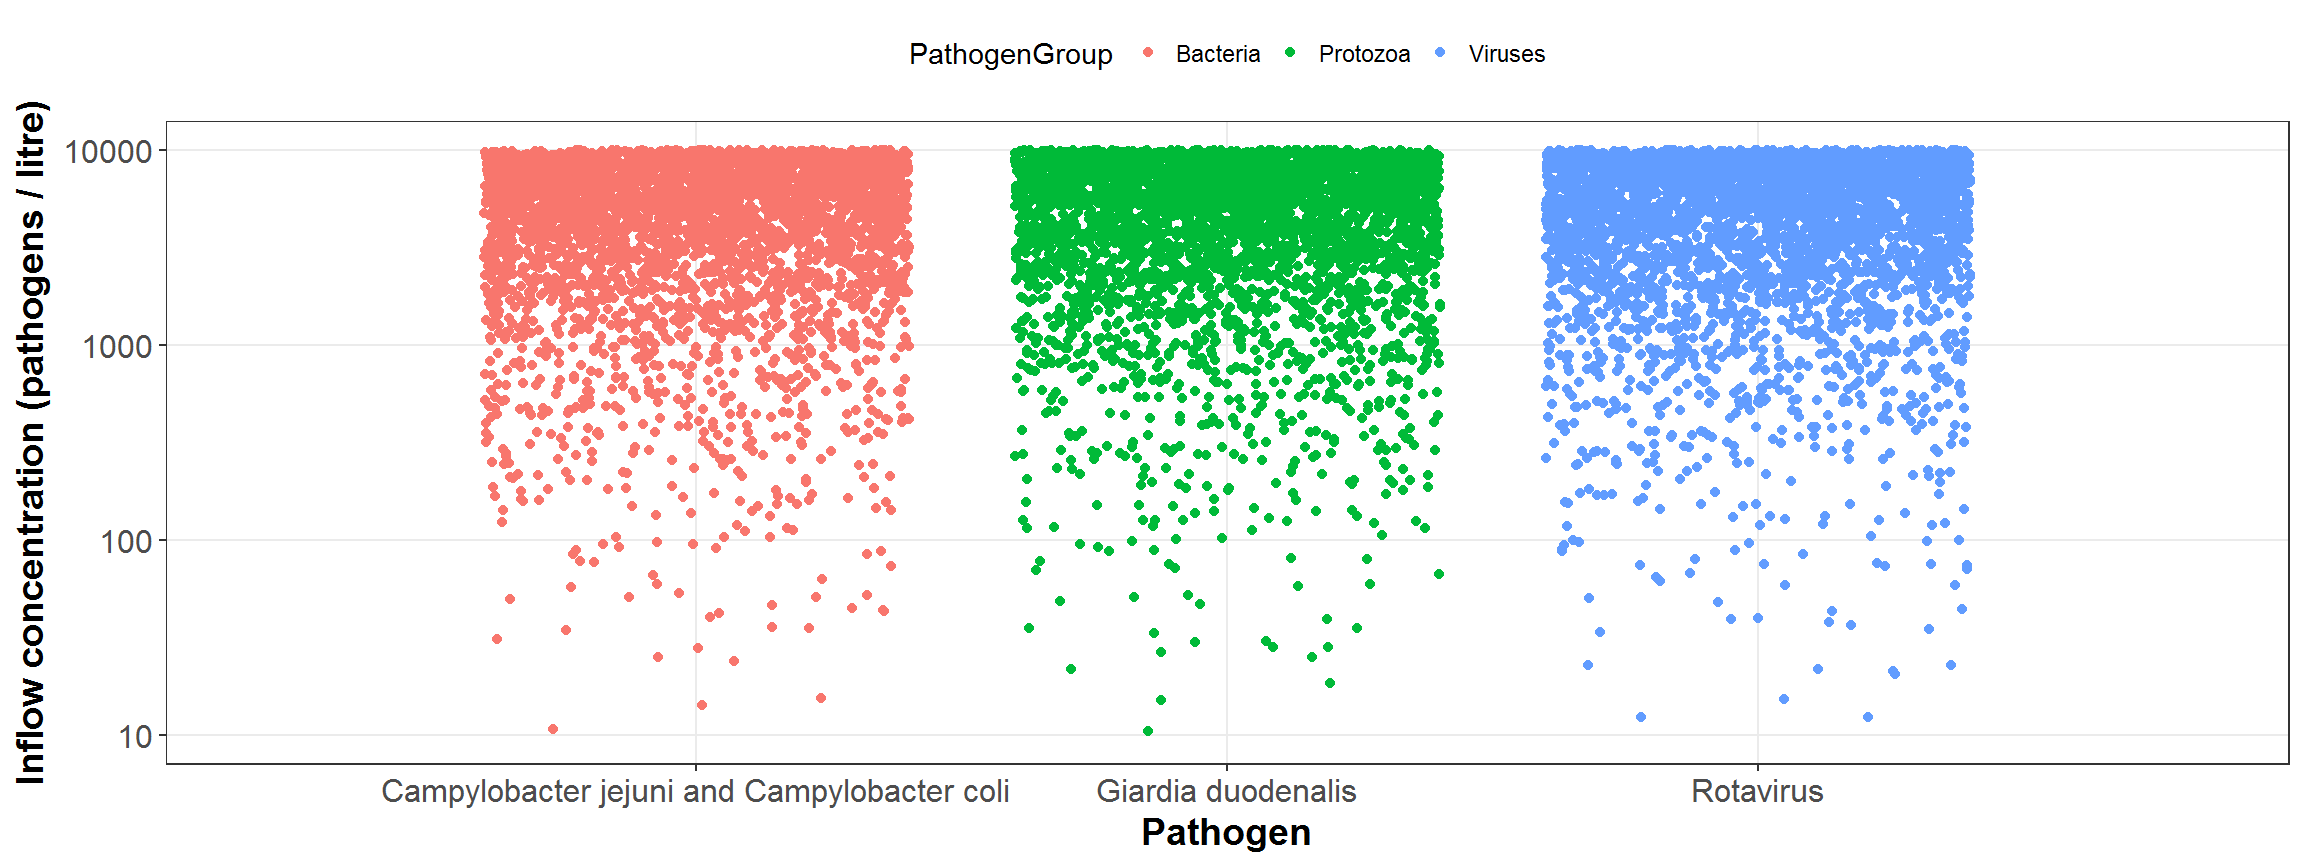 PathogenGroup Bacteria Protozoa Viruses
Inflow concentration (pathogens / litre)
10000
1000
100
10
Campylobacter jejuni and Campylobacter coli Giardia duodenalis Rotavirus
Pathogen